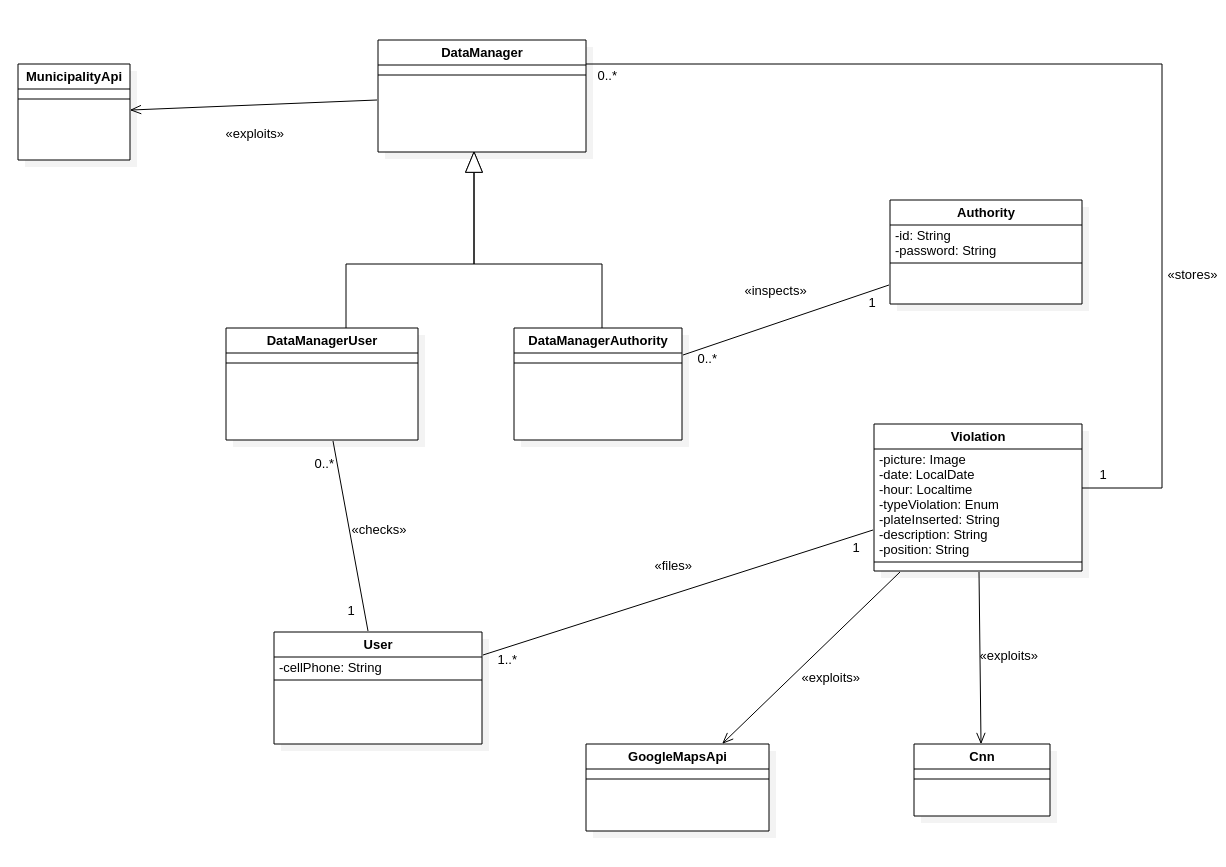 DataManager
MunicipalityApi
0..*
«exploits»
Authority
-id: String
-password: String
«stores»
«inspects»
1
DataManagerUser
DataManagerAuthority
0..*
Violation
-picture: Image
-date: LocalDate
-hour: Localtime
-typeViolation: Enum
-plateInserted: String
-description: String
-position: String
0..*
1
«checks»
1
«files»
1
User
-cellPhone: String
1..*
«exploits»
«exploits»
GoogleMapsApi
Cnn